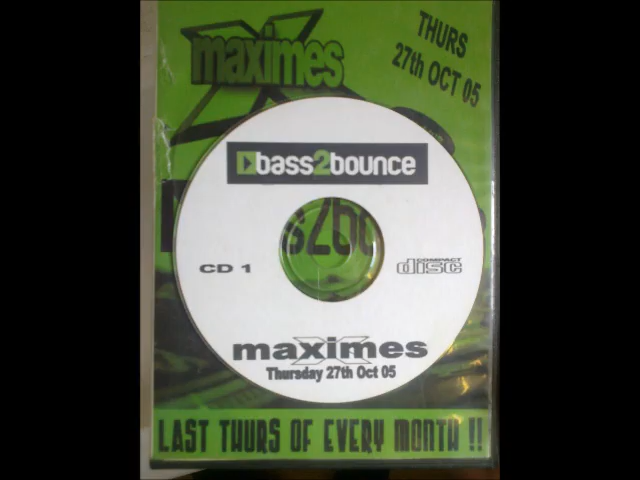 maximes
THURS
27th OCT 05
bass2bounce
CD 1
COMPACT
disc
maximes
Thursday 27th Oct 05
LAST THURS OF EVERY MONTH !!